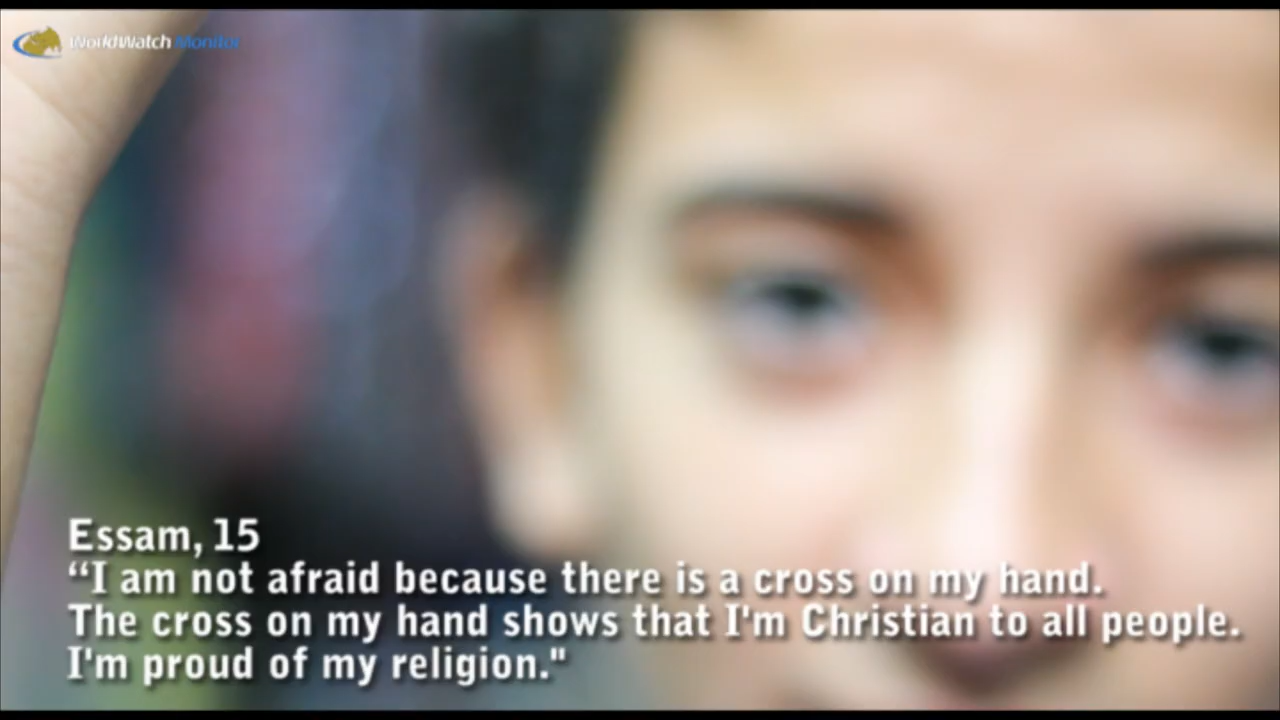 WorldWatch Monitor
Essam, 15
“I am not afraid because there is a cross on my hand.
The cross on my hand shows that I'm Christian to all people.
I'm proud of my religion."